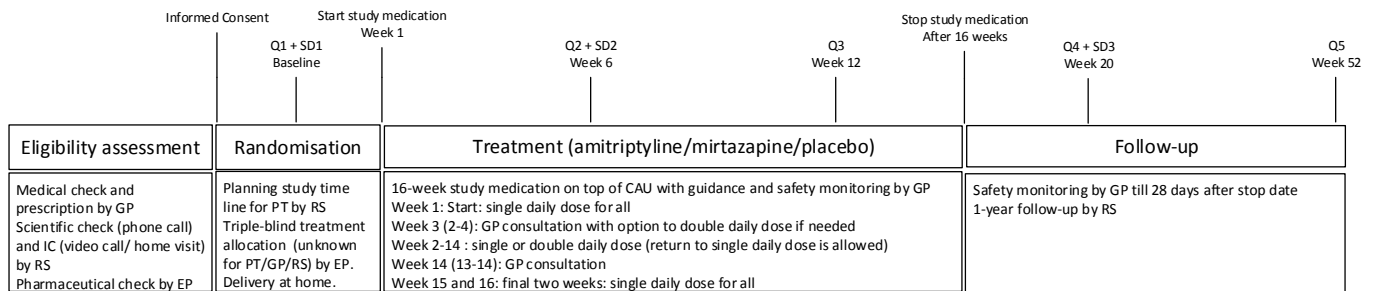 Informed Consent
Start study medication
Week 1
Stop study medication
After 16 weeks
Q1 + SD1
Baseline
Q2 + SD2
Week 6
Q3
Week 12
Q4 + SD3
Week 20
Q5
Week 52
Eligibility assessment
Randomisation
Treatment (amitriptyline/mirtazapine/placebo)
Follow-up
Medical check and
prescription by GP
Scientific check (phone call)
and IC (video call/ home visit)
by RS
Pharmaceutical check by EP
Planning study time
line for PT by RS
Triple-blind treatment
allocation (unknown
for PT/GP/RS) by EP.
Delivery at home.
16-week study medication on top of CAU with guidance and safety monitoring by GP
Week 1: Start: single daily dose for all
Week 3 (2-4): GP consultation with option to double daily dose if needed
Week 2-14 : single or double daily dose (return to single daily dose is allowed)
Week 14 (13-14): GP consultation
Week 15 and 16: final two weeks: single daily dose for all
Safety monitoring by GP till 28 days after stop date
1-year follow-up by RS